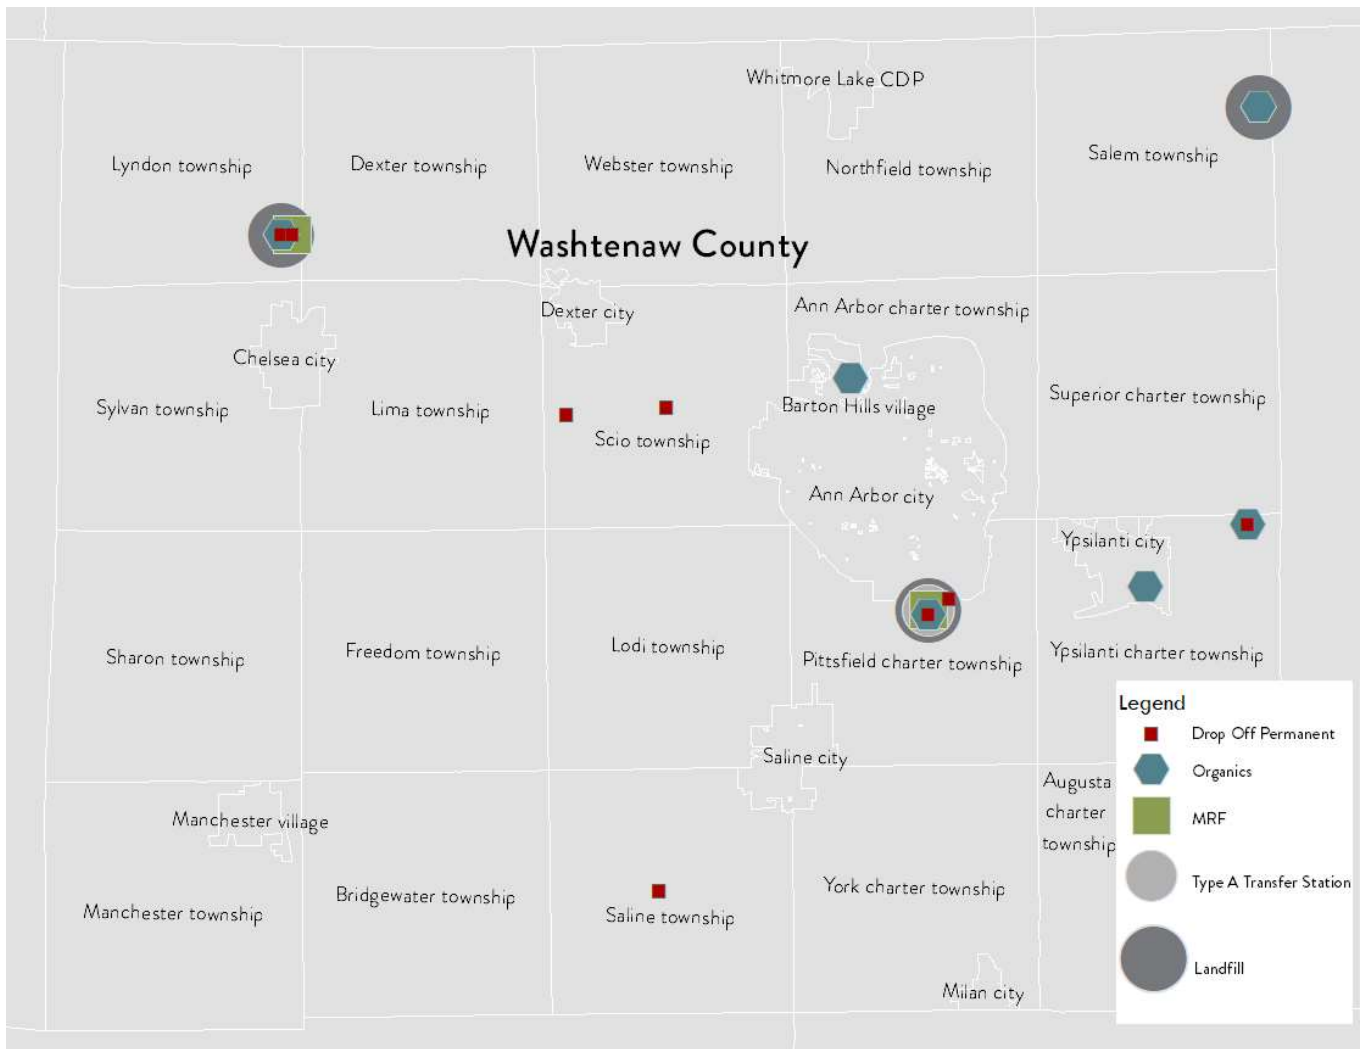 Whitmore Lake CDP
Lyndon township
Dexter township
Webster township
Northfield township
Salem township
Washtenaw County
Dexter city
Ann Arbor charter township
Chelsea city
Sylvan township
Lima township
Scio township
Barton Hills village
Superior charter township
Ann Arbor city
Ypsilanti city
Sharon township
Freedom township
Lodi township
Pittsfield charter township
Ypsilanti charter township
Saline city
Manchester village
Augusta
charter
township
Manchester township
Bridgewater township
Saline township
York charter township
Milan city
Legend
Drop Off Permanent
Organics
MRF
Type A Transfer Station
Landfill